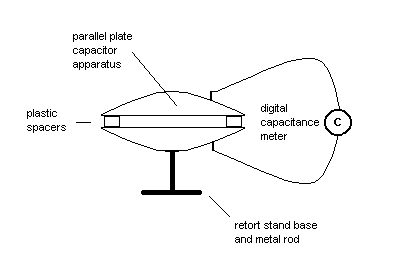 parallel plate
capacitor
apparatus
plastic
spacers
digital
capacitance
meter
C
retort stand base
and metal rod